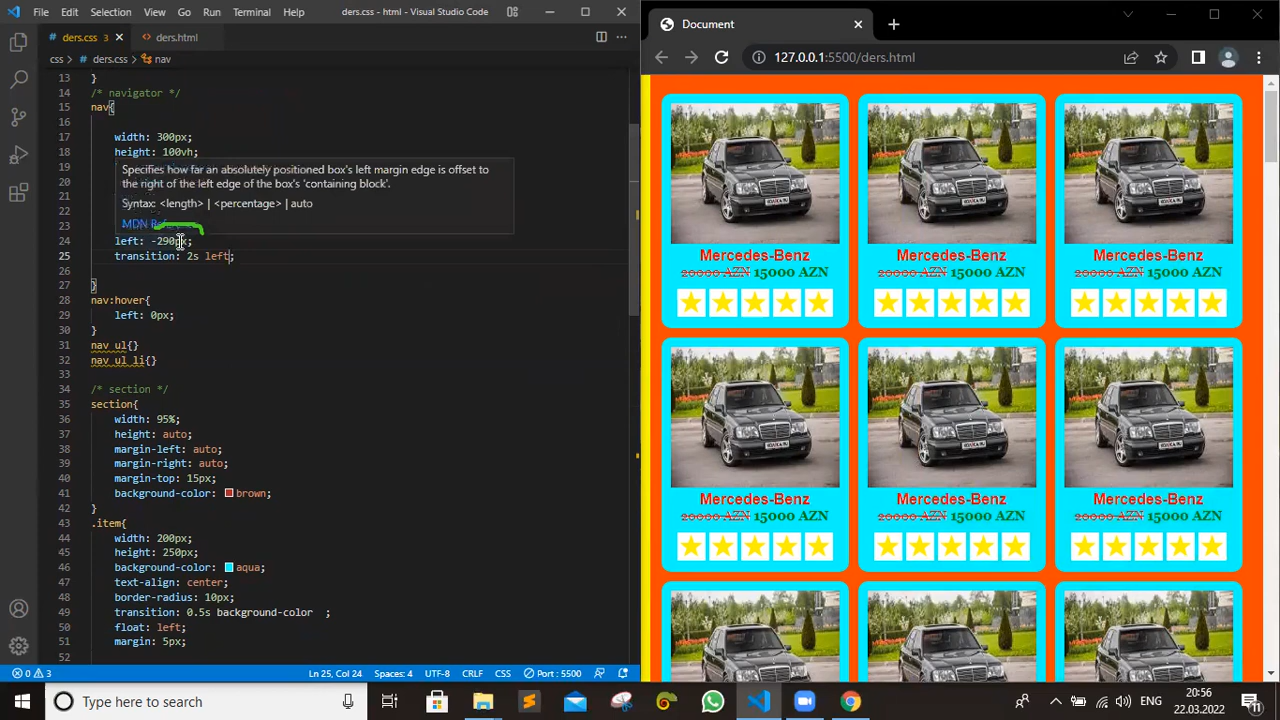 File Edit Selection View Go Run Terminal Help ders.css - html - Visual Studio Code
ders.css 3 ders.html
css > # ders.css > nav
13 }
14 /* navigator */
15 nav{
16
17 width: 300px;
18 height: 100vh;
19 Specifies how far an absolutely positioned box's left margin edge is offset to
20 the right of the left edge of the box's 'containing block'.
21 Syntax: <length> | <percentage> | auto
22
23 MDN
24 left: -290px;
25 transition: 2s left;
26
27 }
28 nav:hover{
29 left: 0px;
30 }
31 nav ul{}
32 nav ul li{}
33
34 /* section */
35 section{
36 width: 95%;
37 height: auto;
38 margin-left: auto;
39 margin-right: auto;
40 margin-top: 15px;
41 background-color: brown;
42 }
43 .item{
44 width: 200px;
45 height: 250px;
46 background-color: aqua;
47 text-align: center;
48 border-radius: 10px;
49 transition: 0.5s background-color ;
50 float: left;
51 margin: 5px;
52
0 3 Ln 25, Col 24 Spaces: 4 UTF-8 CRLF CSS Port : 5500
Document
127.0.0.1:5500/ders.html
Mercedes-Benz Mercedes-Benz Mercedes-Benz
20000 AZN 15000 AZN 20000 AZN 15000 AZN 20000 AZN 15000 AZN
Mercedes-Benz Mercedes-Benz Mercedes-Benz
20000 AZN 15000 AZN 20000 AZN 15000 AZN 20000 AZN 15000 AZN
Type here to search
ENG
20:56
22.03.2022
11